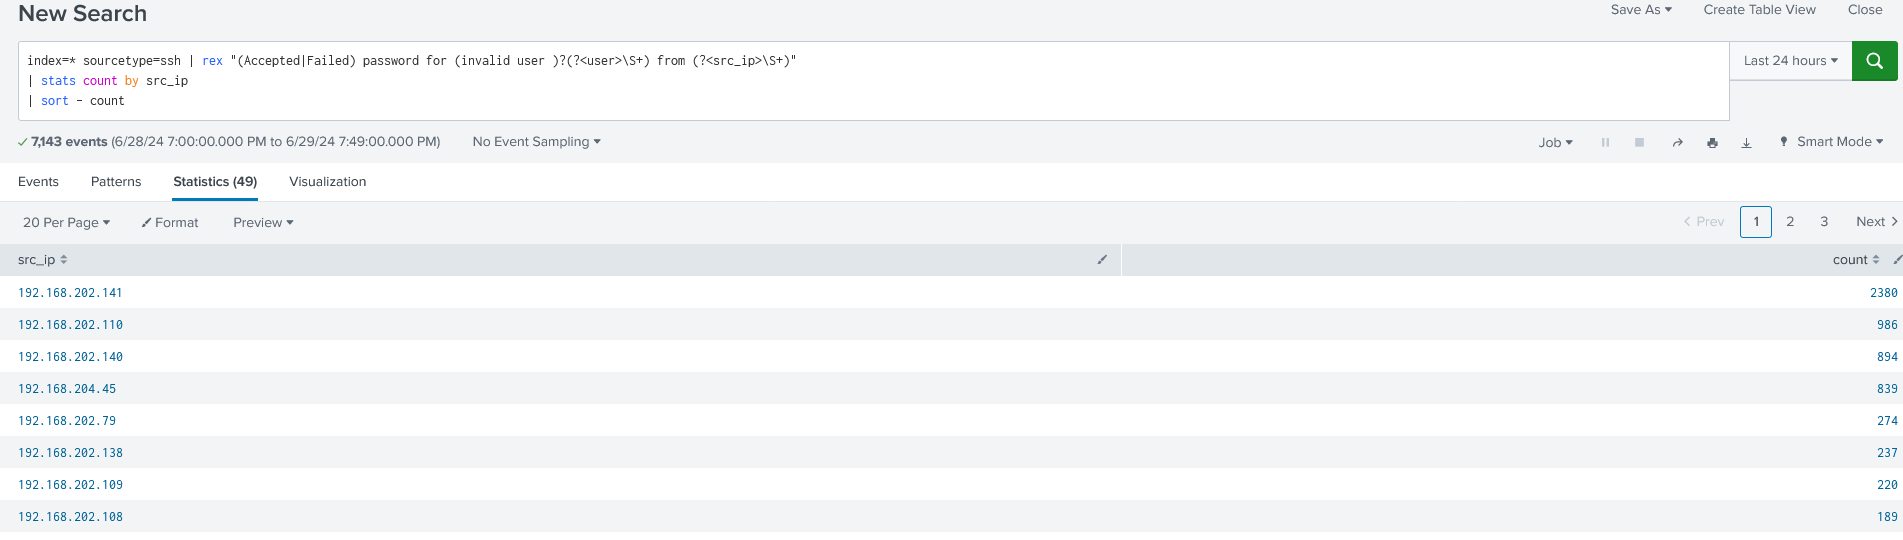 New Search
Save As Create Table View Close
index=* sourcetype=ssh | rex "(Accepted|Failed) password for (invalid user )?(?<user>\S+) from (?<src_ip>\S+)"
| stats count by src_ip
| sort - count
Last 24 hours
7,143 events (6/28/24 7:00:00.000 PM to 6/29/24 7:49:00.000 PM) No Event Sampling Job Smart Mode
Events Patterns Statistics (49) Visualization
20 Per Page Format Preview Prev 1 2 3 Next
src_ip count
192.168.202.141 2380
192.168.202.110 986
192.168.202.140 894
192.168.204.45 839
192.168.202.79 274
192.168.202.138 237
192.168.202.109 220
192.168.202.108 189